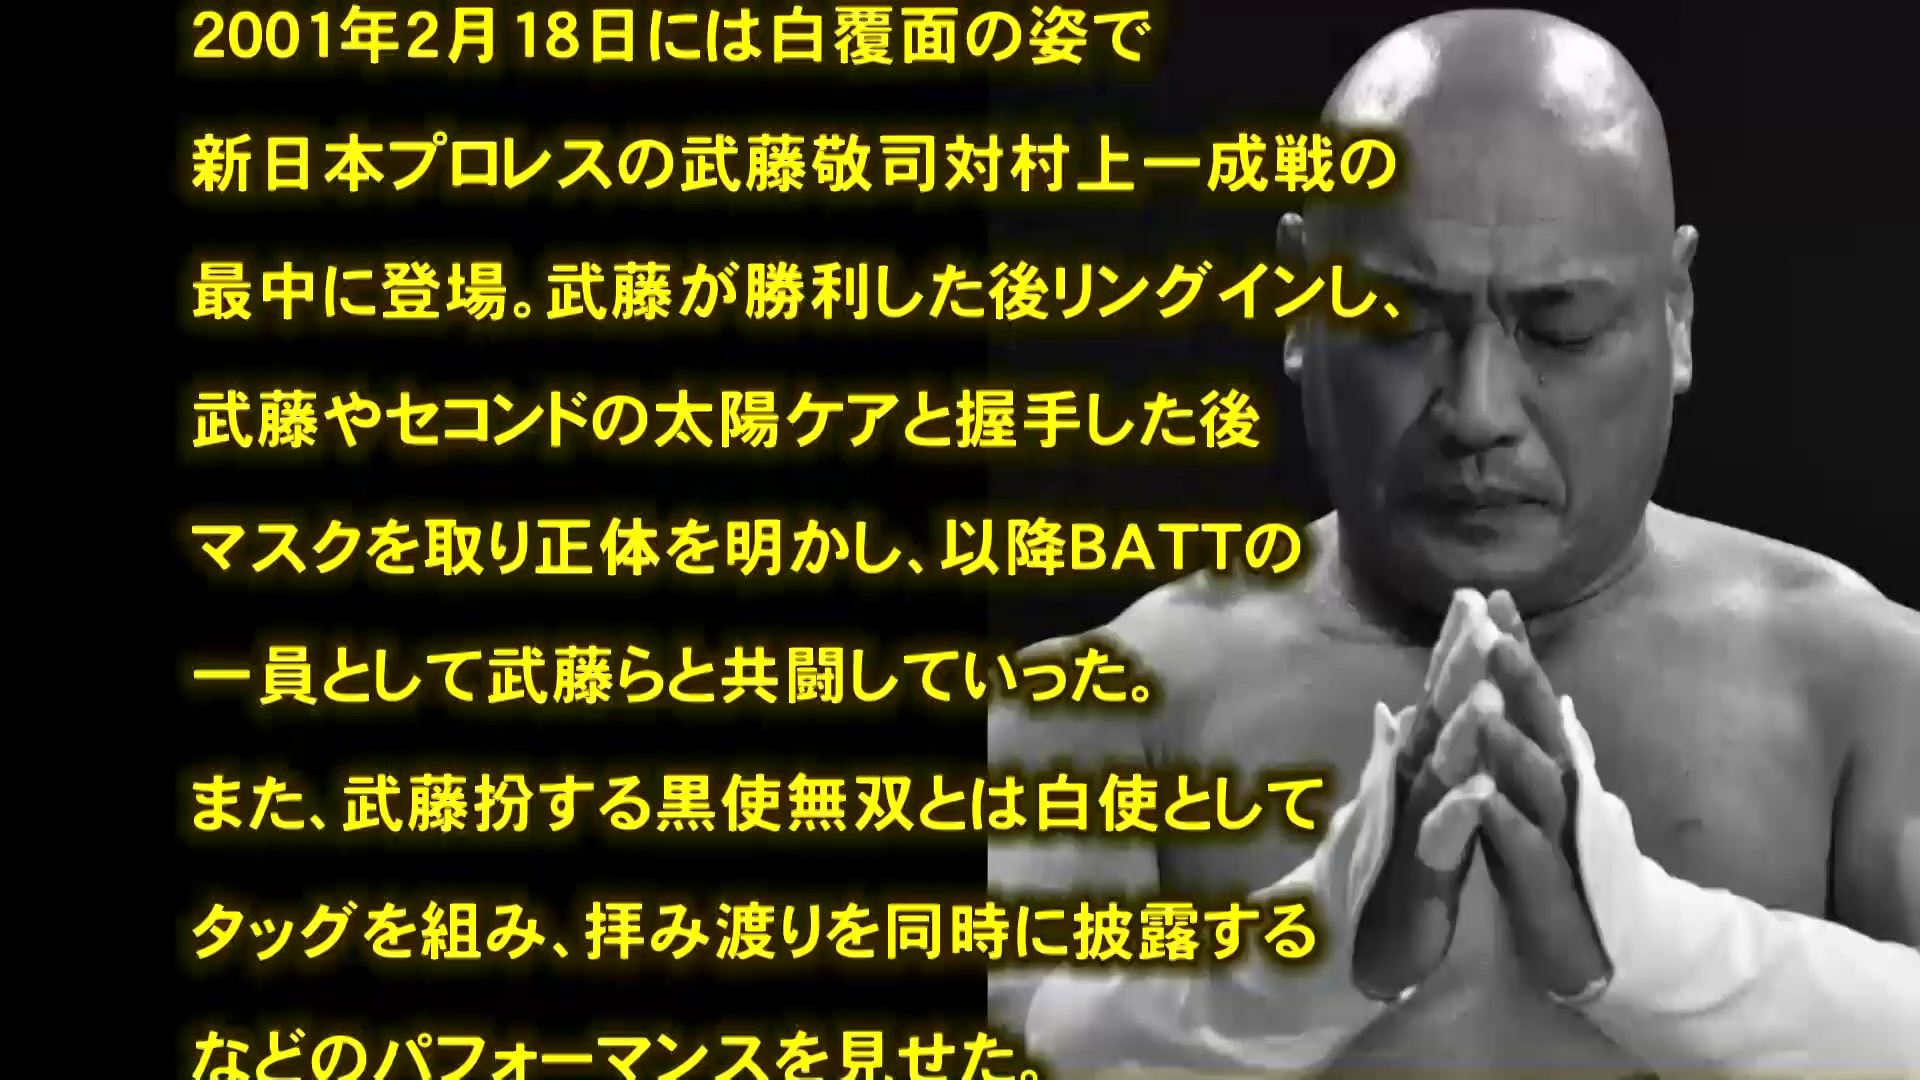 2001年2月18日には白覆面の姿で
新日本プロレスの武藤敬司対村上一成戦の
最中に登場。武藤が勝利した後リングインし、
武藤やセコンドの太陽ケアと握手した後
マスクを取り正体を明かし、以降BATTの
一員として武藤らと共闘していった。
また、武藤扮する黒使無双とは白使として
タッグを組み、拝み渡りを同時に披露する
などのパフォーマンスを見せた。